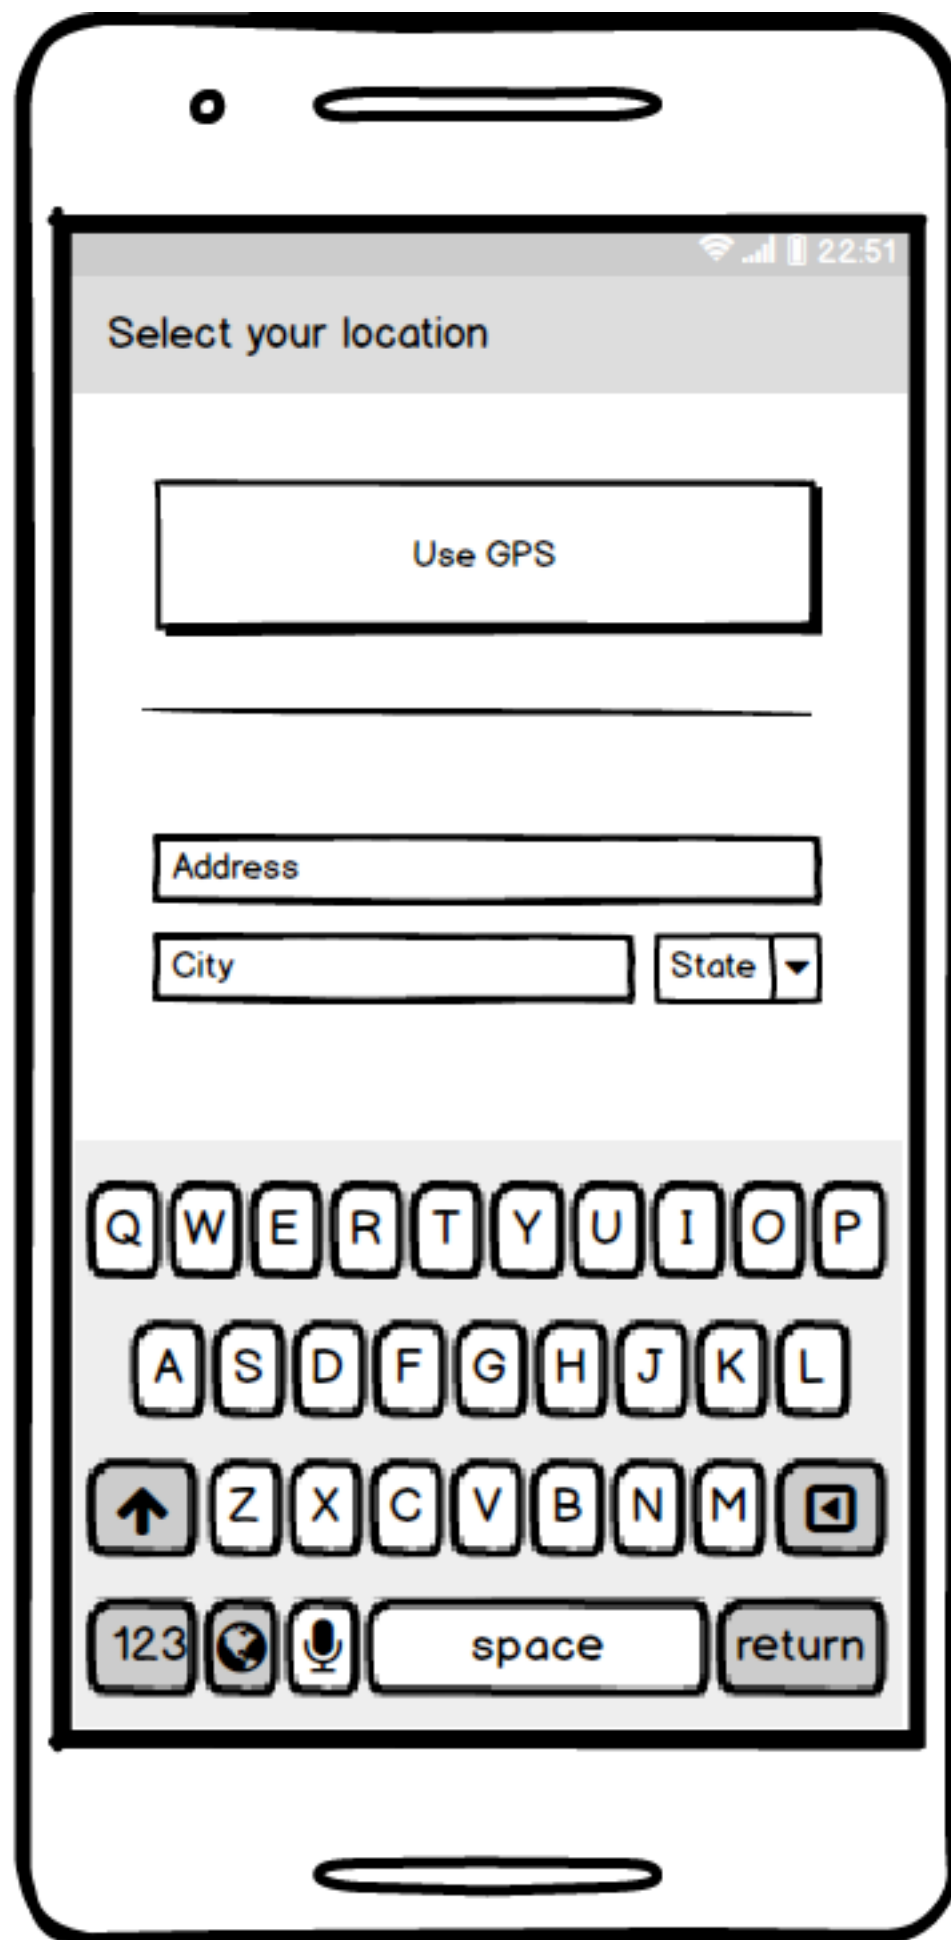 22:51
Select your location
Use GPS
Address
City State
Q W E R T Y U I O P
A S D F G H J K L
Z X C V B N M
123 space return